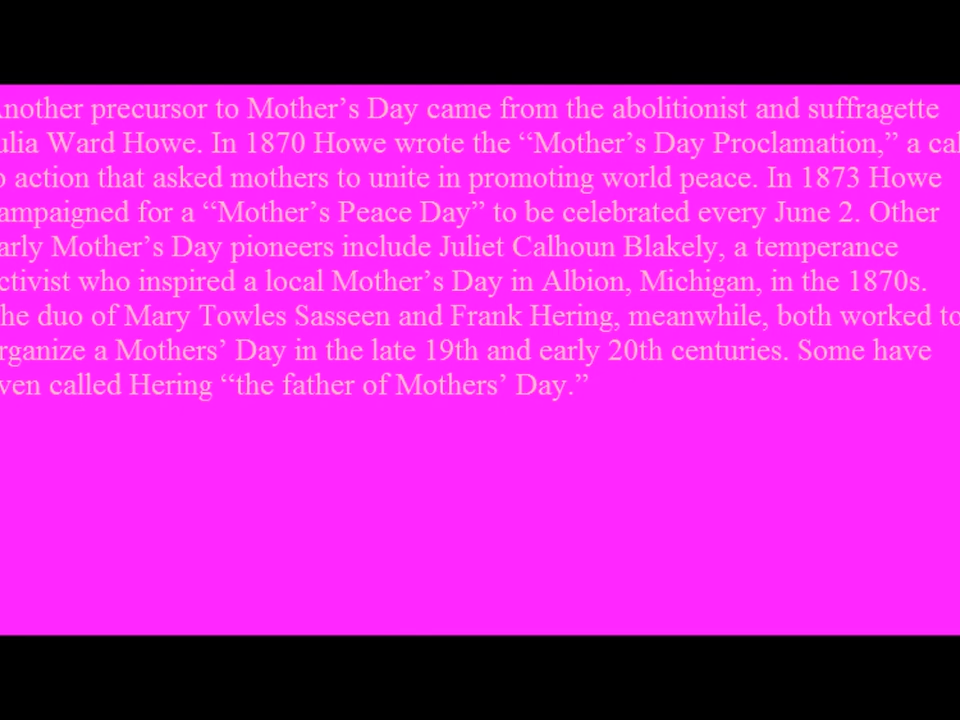 nother precursor to Mother’s Day came from the abolitionist and suffragette
ulia Ward Howe. In 1870 Howe wrote the “Mother’s Day Proclamation,” a cal
o action that asked mothers to unite in promoting world peace. In 1873 Howe
ampaigned for a “Mother’s Peace Day” to be celebrated every June 2. Other
arly Mother’s Day pioneers include Juliet Calhoun Blakely, a temperance
ctivist who inspired a local Mother’s Day in Albion, Michigan, in the 1870s.
he duo of Mary Towles Sasseen and Frank Hering, meanwhile, both worked to
rganize a Mothers’ Day in the late 19th and early 20th centuries. Some have
ven called Hering “the father of Mothers’ Day.”